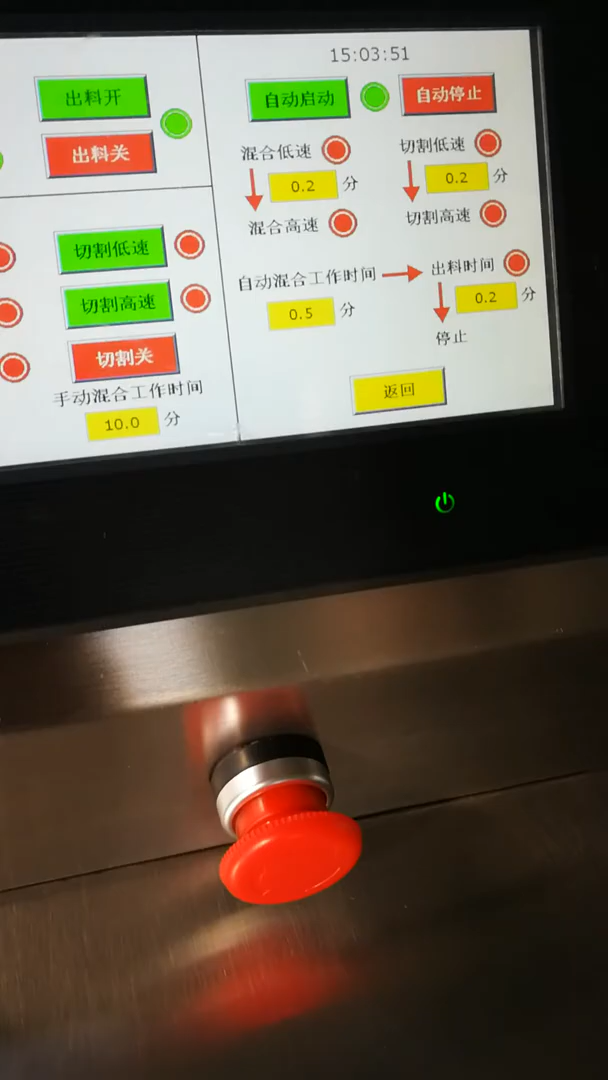 出料开
出料关
切割低速
切割高速
切割关
手动混合工作时间
10.0 分
15:03:51
自动启动 自动停止
混合低速 切割低速
0.2 分 0.2 分
混合高速 切割高速
自动混合工作时间 出料时间
0.5 分 0.2 分
停止
返回